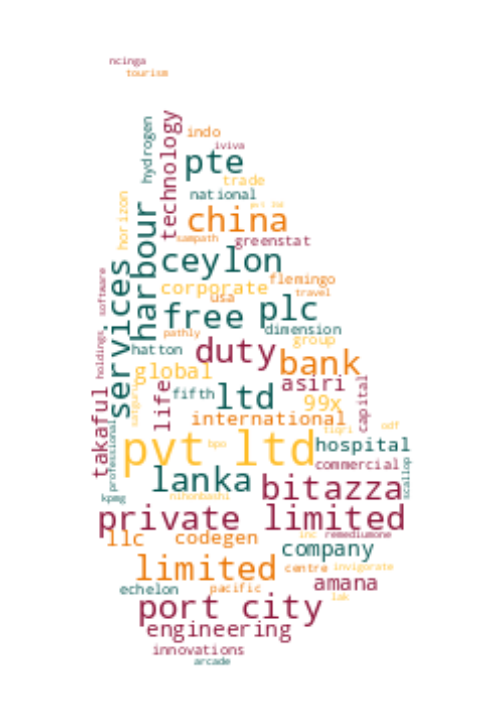 ncinga
tourism
hydrogen
technology
indo
iviva
pte
trade
national
horizon
harbour
china
sampath
greenstat
ceylon
services
software
corporate
usa
flemingo
travel
free
plc
pathly
dimension
holdings
hatton
duty
group
bank
global
life
fifth
ltd
asiri
99x
capital
takaful
international
tiqri
odf
professional
pvt ltd
bpo
hospital
commercial
scallop
lanka
bitazza
kpmg
nihonbashi
private limited
llc
codegen
inc
remediumone
company
limited
centre
invigorate
echelon
pacific
amana
lak
port city
engineering
innovations
arcade